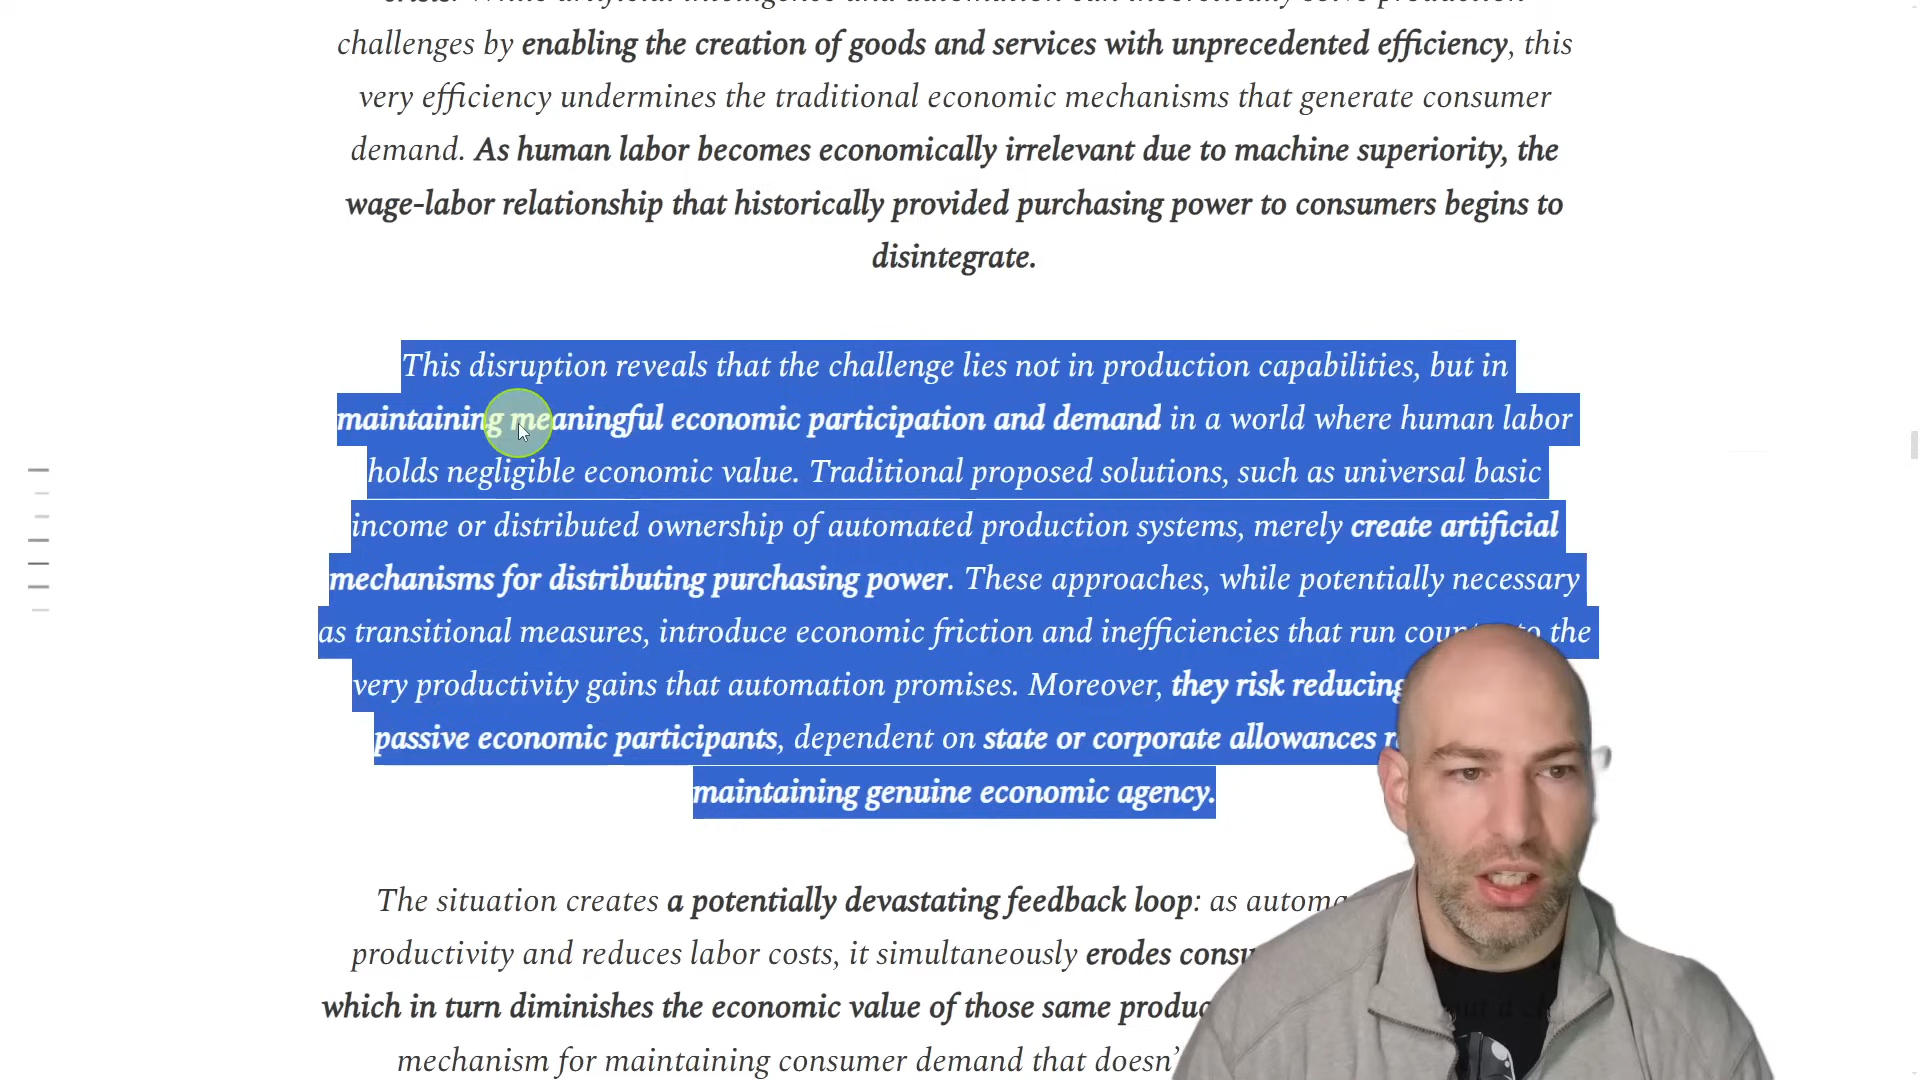 challenges by enabling the creation of goods and services with unprecedented efficiency, this
very efficiency undermines the traditional economic mechanisms that generate consumer
demand. As human labor becomes economically irrelevant due to machine superiority, the
wage-labor relationship that historically provided purchasing power to consumers begins to
disintegrate.
This disruption reveals that the challenge lies not in production capabilities, but in
maintaining meaningful economic participation and demand in a world where human labor
holds negligible economic value. Traditional proposed solutions, such as universal basic
income or distributed ownership of automated production systems, merely create artificial
mechanisms for distributing purchasing power. These approaches, while potentially necessary
as transitional measures, introduce economic friction and inefficiencies that run to the
very productivity gains that automation promises. Moreover, they risk reducing
passive economic participants, dependent on state or corporate allowances
maintaining genuine economic agency.
The situation creates a potentially devastating feedback loop: as
productivity and reduces labor costs, it simultaneously erodes
which in turn diminishes the economic value of those same
mechanism for maintaining consumer demand that